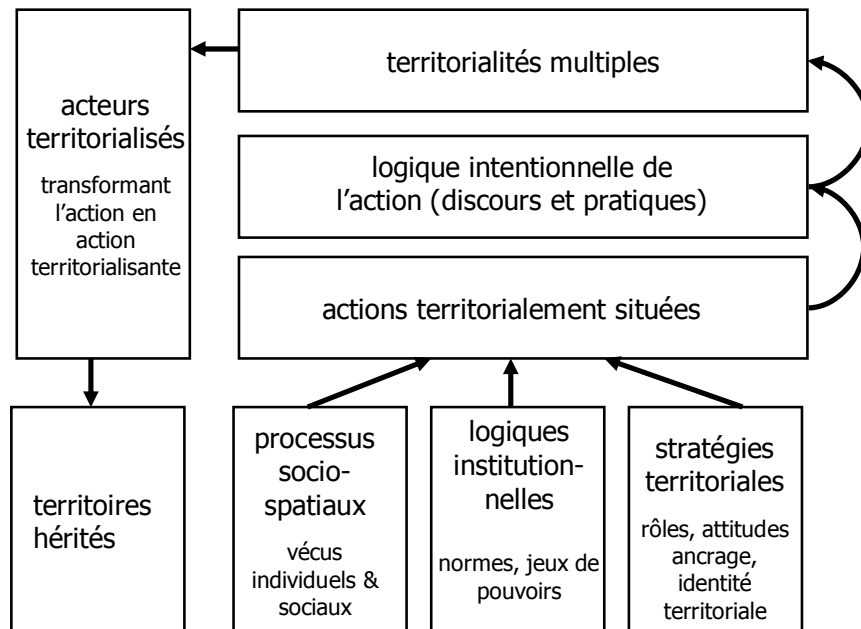 territorialités multiples
acteurs
territorialisés
transformant
l'action en
action
territorialisante
logique intentionnelle de
l'action (discours et pratiques)
actions territorialement situées
territoires
hérités
processus
socio-
spatiaux
vécus
individuels &
sociaux
logiques
institution-
nelles
normes, jeux de
pouvoirs
stratégies
territoriales
rôles, attitudes
ancrage,
identité
territoriale